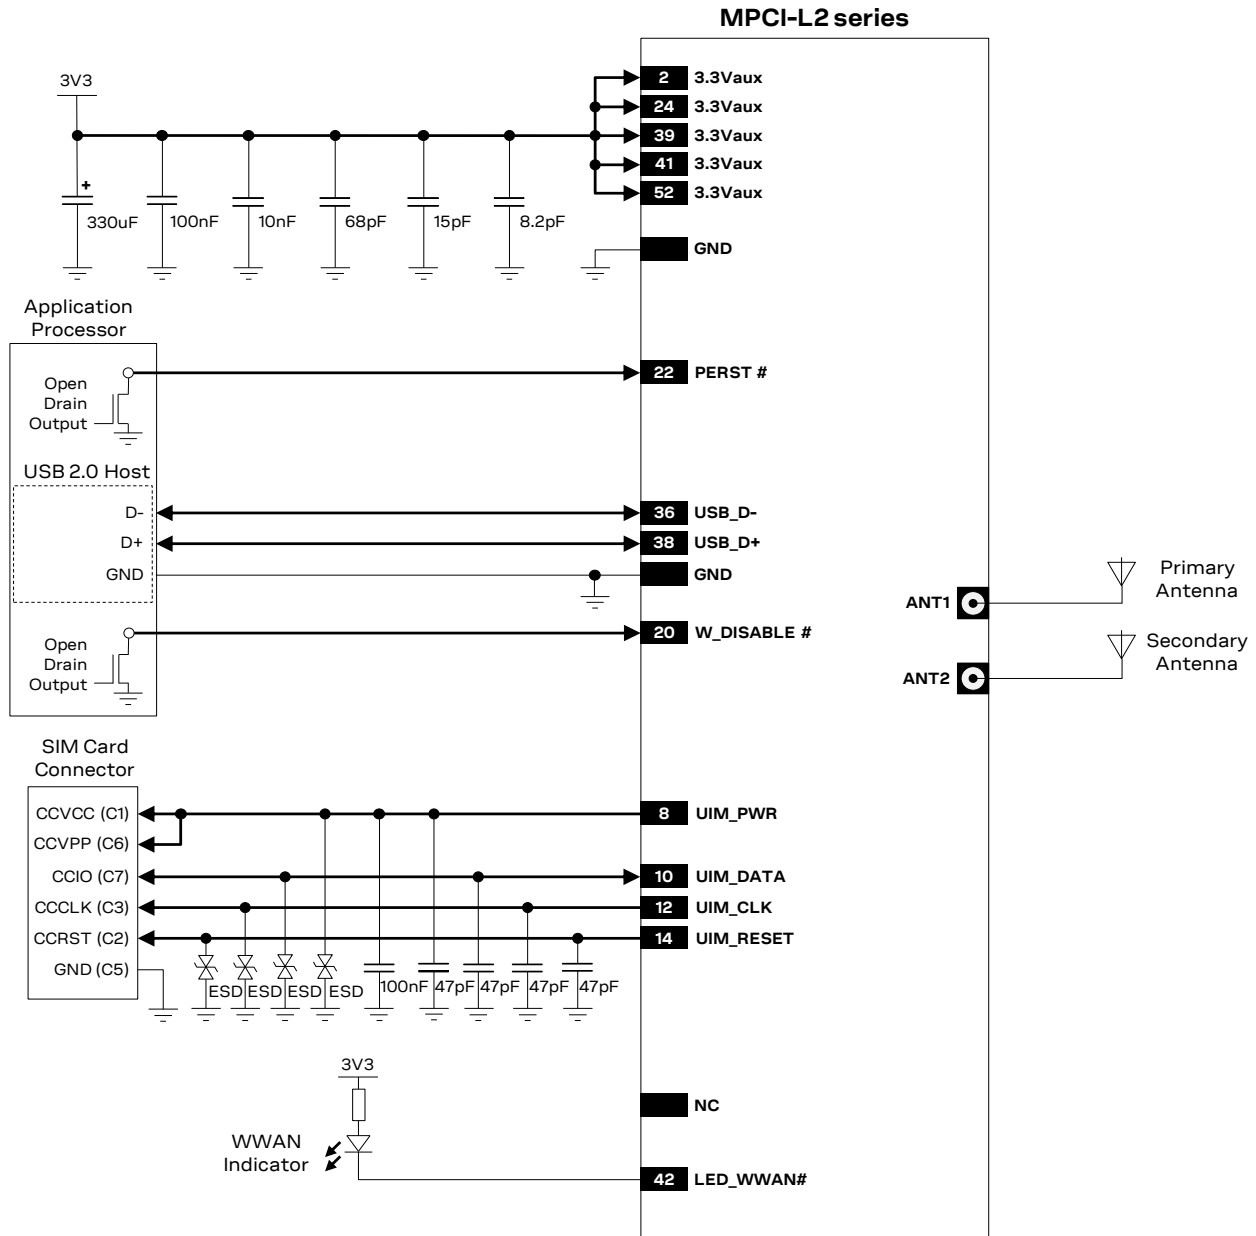 MPCI-L2 series
3V3
2 3.3Vaux
24 3.3Vaux
39 3.3Vaux
41 3.3Vaux
52 3.3Vaux
+
330uF 100nF 10nF 68pF 15pF 8.2pF
GND
Application
Processor
Open
Drain
Output
22 PERST #
USB 2.0 Host
D-
36 USB_D-
D+
38 USB_D+
GND
GND
Open
Drain
Output
20 W_DISABLE #
ANT1
Primary
Antenna
ANT2
Secondary
Antenna
SIM Card
Connector
CCVCC (C1)
8 UIM_PWR
CCVPP (C6)
CCIO (C7)
10 UIM_DATA
CCCLK (C3)
12 UIM_CLK
CCRST (C2)
14 UIM_RESET
GND (C5)
ESD ESD ESD ESD 100nF 47pF 47pF 47pF 47pF
3V3
NC
WWAN
Indicator
42 LED_WWAN#